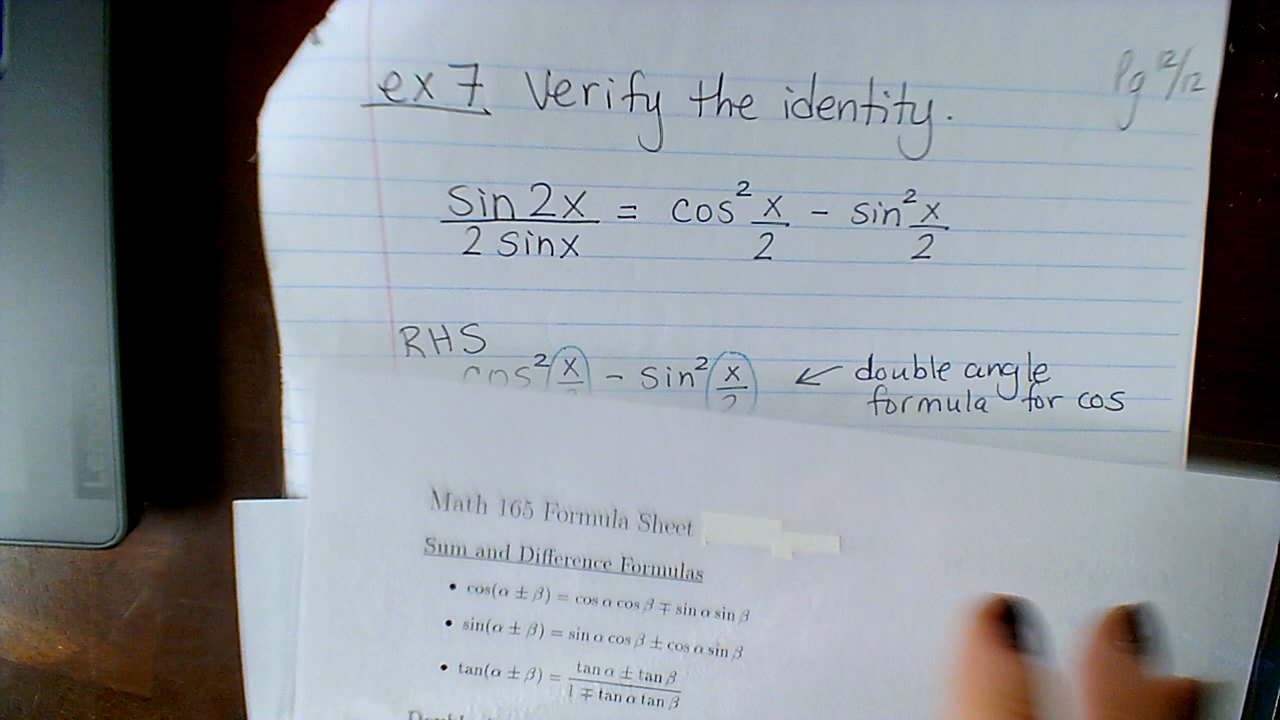 ex 7 Verify the identity.
Pg 12/12
sin 2x / 2 sin x = cos² x/2 - sin² x/2
RHS
cos² x/2 - sin² x/2 ← double angle
formula for cos
Math 165 Formula Sheet
Sum and Difference Formulas
• cos(α ± β) = cos α cos β ∓ sin α sin β
• sin(α ± β) = sin α cos β ± cos α sin β
• tan(α ± β) = tan α ± tan β / 1 ∓ tan α tan β